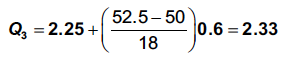 Q₃ = 2.25 + ( (52.5 – 50) / 18 ) 0.6 = 2.33